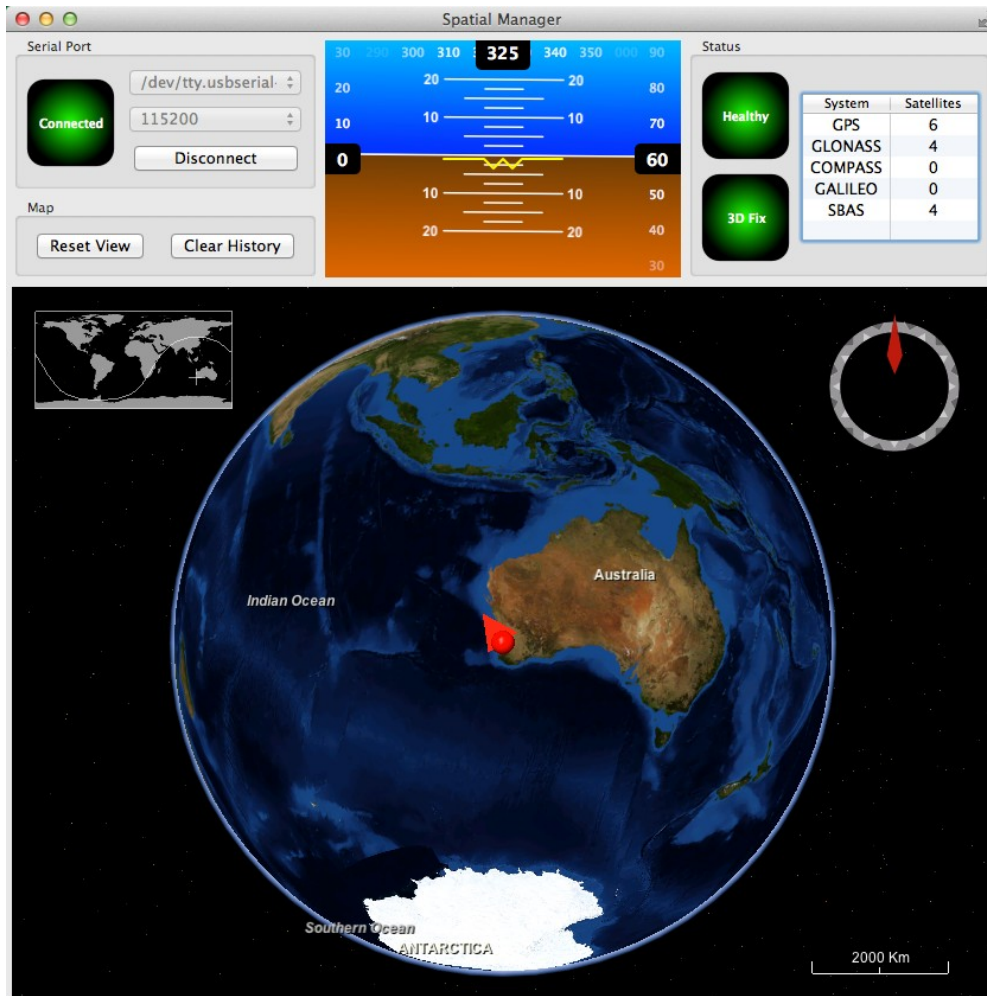 Spatial Manager
Serial Port
Connected
/dev/tty.usbserial-
115200
Disconnect
Map
Reset View
Clear History
30 290 300 310 325 340 350 000 90
20 20 20 80
10 10 10 70
0 60
10 10 50
20 20 40
30
Status
Healthy
3D Fix
System Satellites
GPS 6
GLONASS 4
COMPASS 0
GALILEO 0
SBAS 4
Australia
Indian Ocean
Southern Ocean
ANTARCTICA
2000 Km